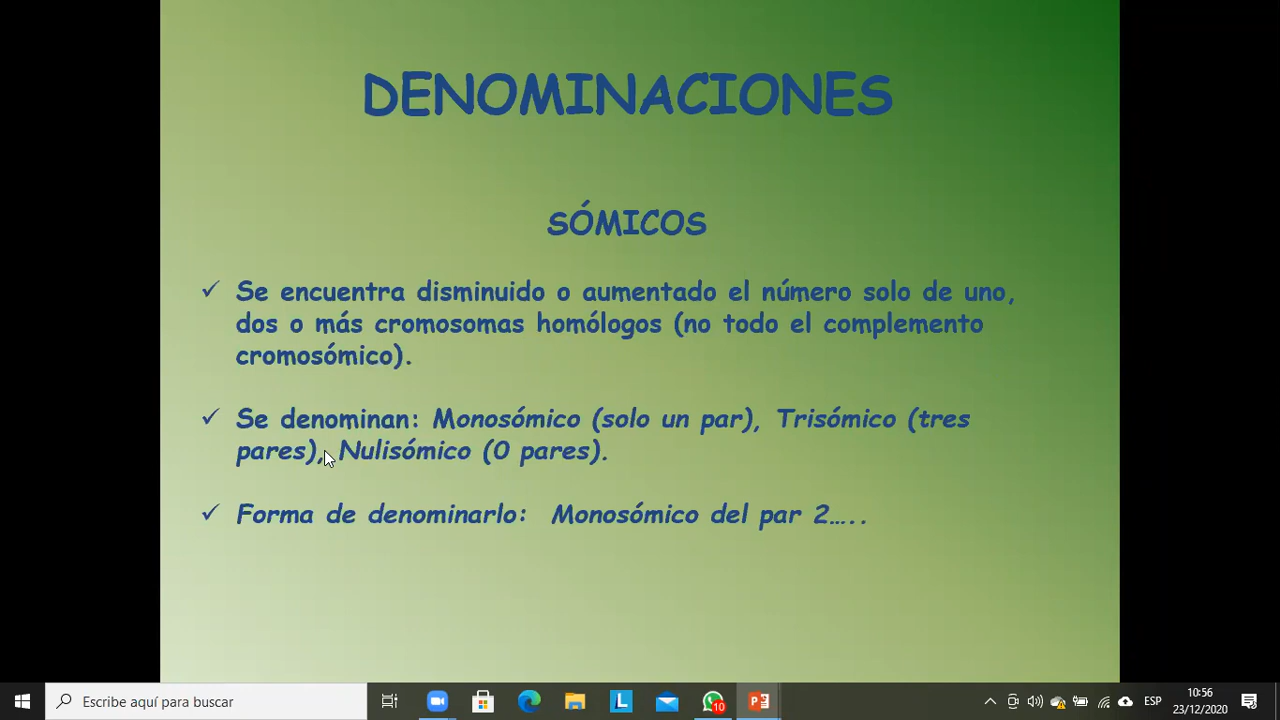 DENOMINACIONES
SÓMICOS
✓ Se encuentra disminuido o aumentado el número solo de uno,
dos o más cromosomas homólogos (no todo el complemento
cromosómico).
✓ Se denominan: Monosómico (solo un par), Trisómico (tres
pares), Nulisómico (0 pares).
✓ Forma de denominarlo: Monosómico del par 2.....
Escribe aquí para buscar
L
10
P
ESP
10:56
23/12/2020